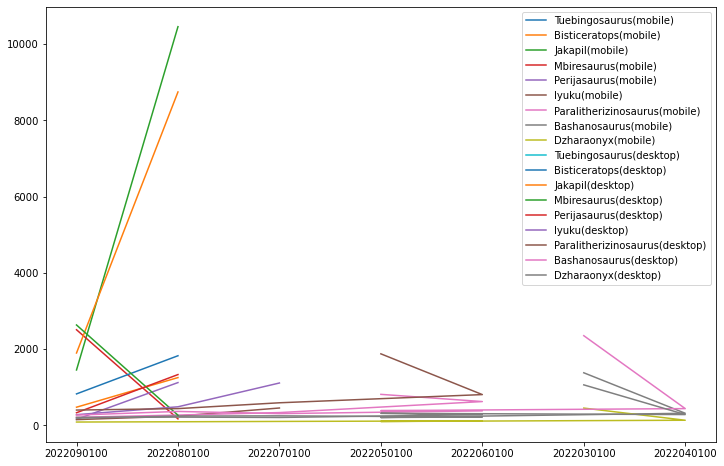 10000
8000
6000
4000
2000
0
2022090100
2022080100
2022070100
2022050100
2022060100
2022030100
2022040100
Tuebingosaurus(mobile)
Bisticeratops(mobile)
Jakapil(mobile)
Mbiresaurus(mobile)
Perijasaurus(mobile)
Iyuku(mobile)
Paralitherizinosaurus(mobile)
Bashanosaurus(mobile)
Dzharaonyx(mobile)
Tuebingosaurus(desktop)
Bisticeratops(desktop)
Jakapil(desktop)
Mbiresaurus(desktop)
Perijasaurus(desktop)
Iyuku(desktop)
Paralitherizinosaurus(desktop)
Bashanosaurus(desktop)
Dzharaonyx(desktop)